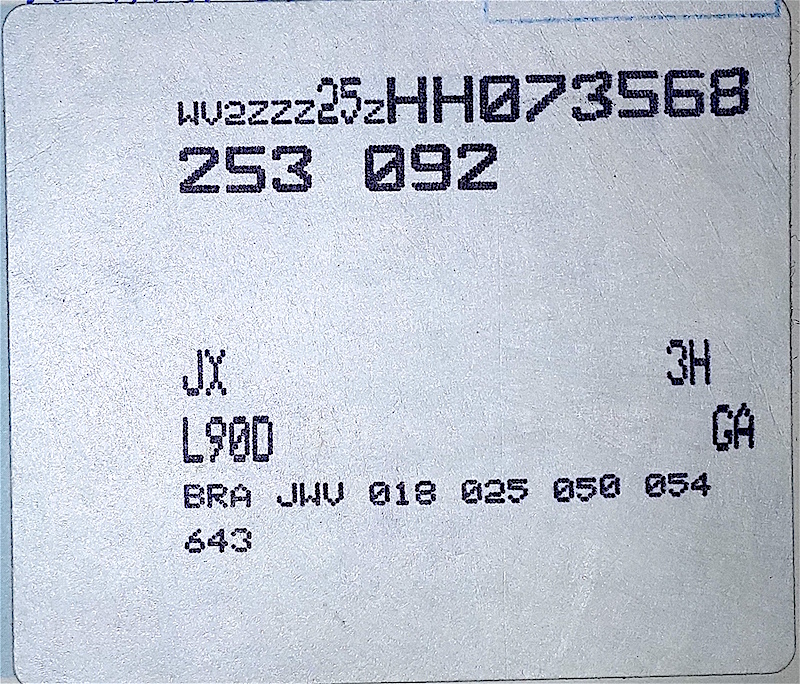 WV2ZZZ25ZHH073568
253 092
JX 3H
L90D GA
BRA JWV 018 025 050 054
643